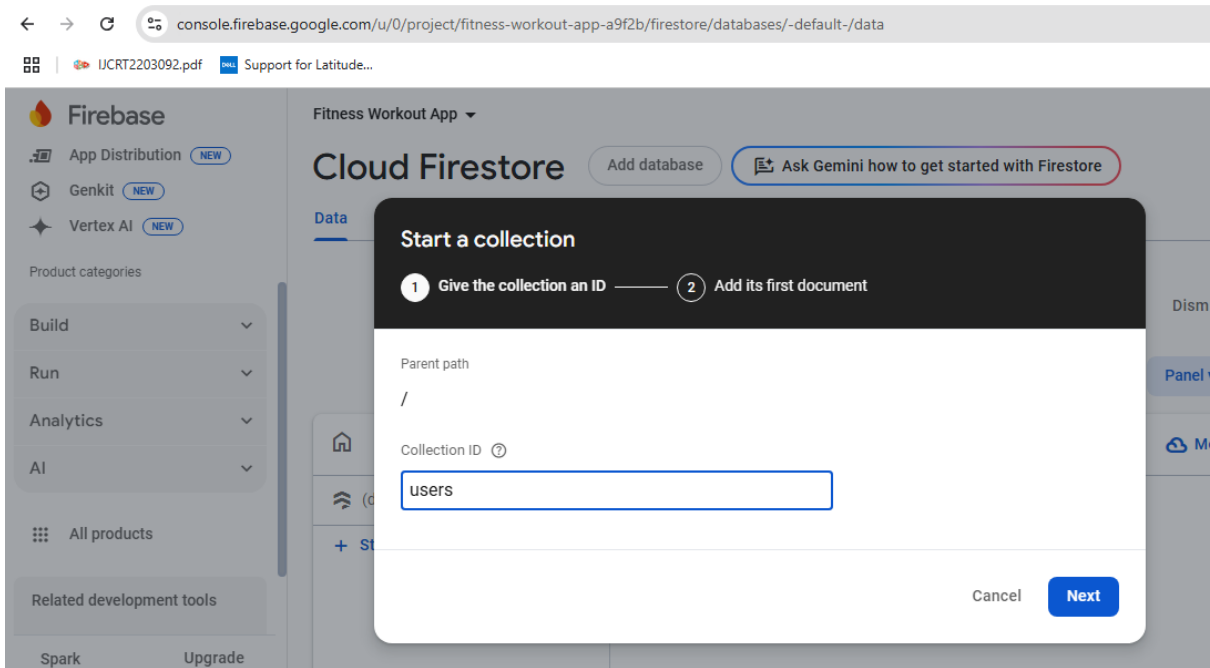 console.firebase.google.com/u/0/project/fitness-workout-app-a9f2b/firestore/databases/-default-/data
IJCRT2203092.pdf
DELL
Support for Latitude...
Firebase
App Distribution NEW
Genkit NEW
Vertex AI NEW
Product categories
Build
Run
Analytics
AI
All products
Related development tools
Spark
Upgrade
Fitness Workout App
Cloud Firestore
Add database
Ask Gemini how to get started with Firestore
Data
Start a collection
1 Give the collection an ID
2 Add its first document
Parent path
/
Collection ID
users
Cancel
Next
Dism
Panel
(d
+ St
M